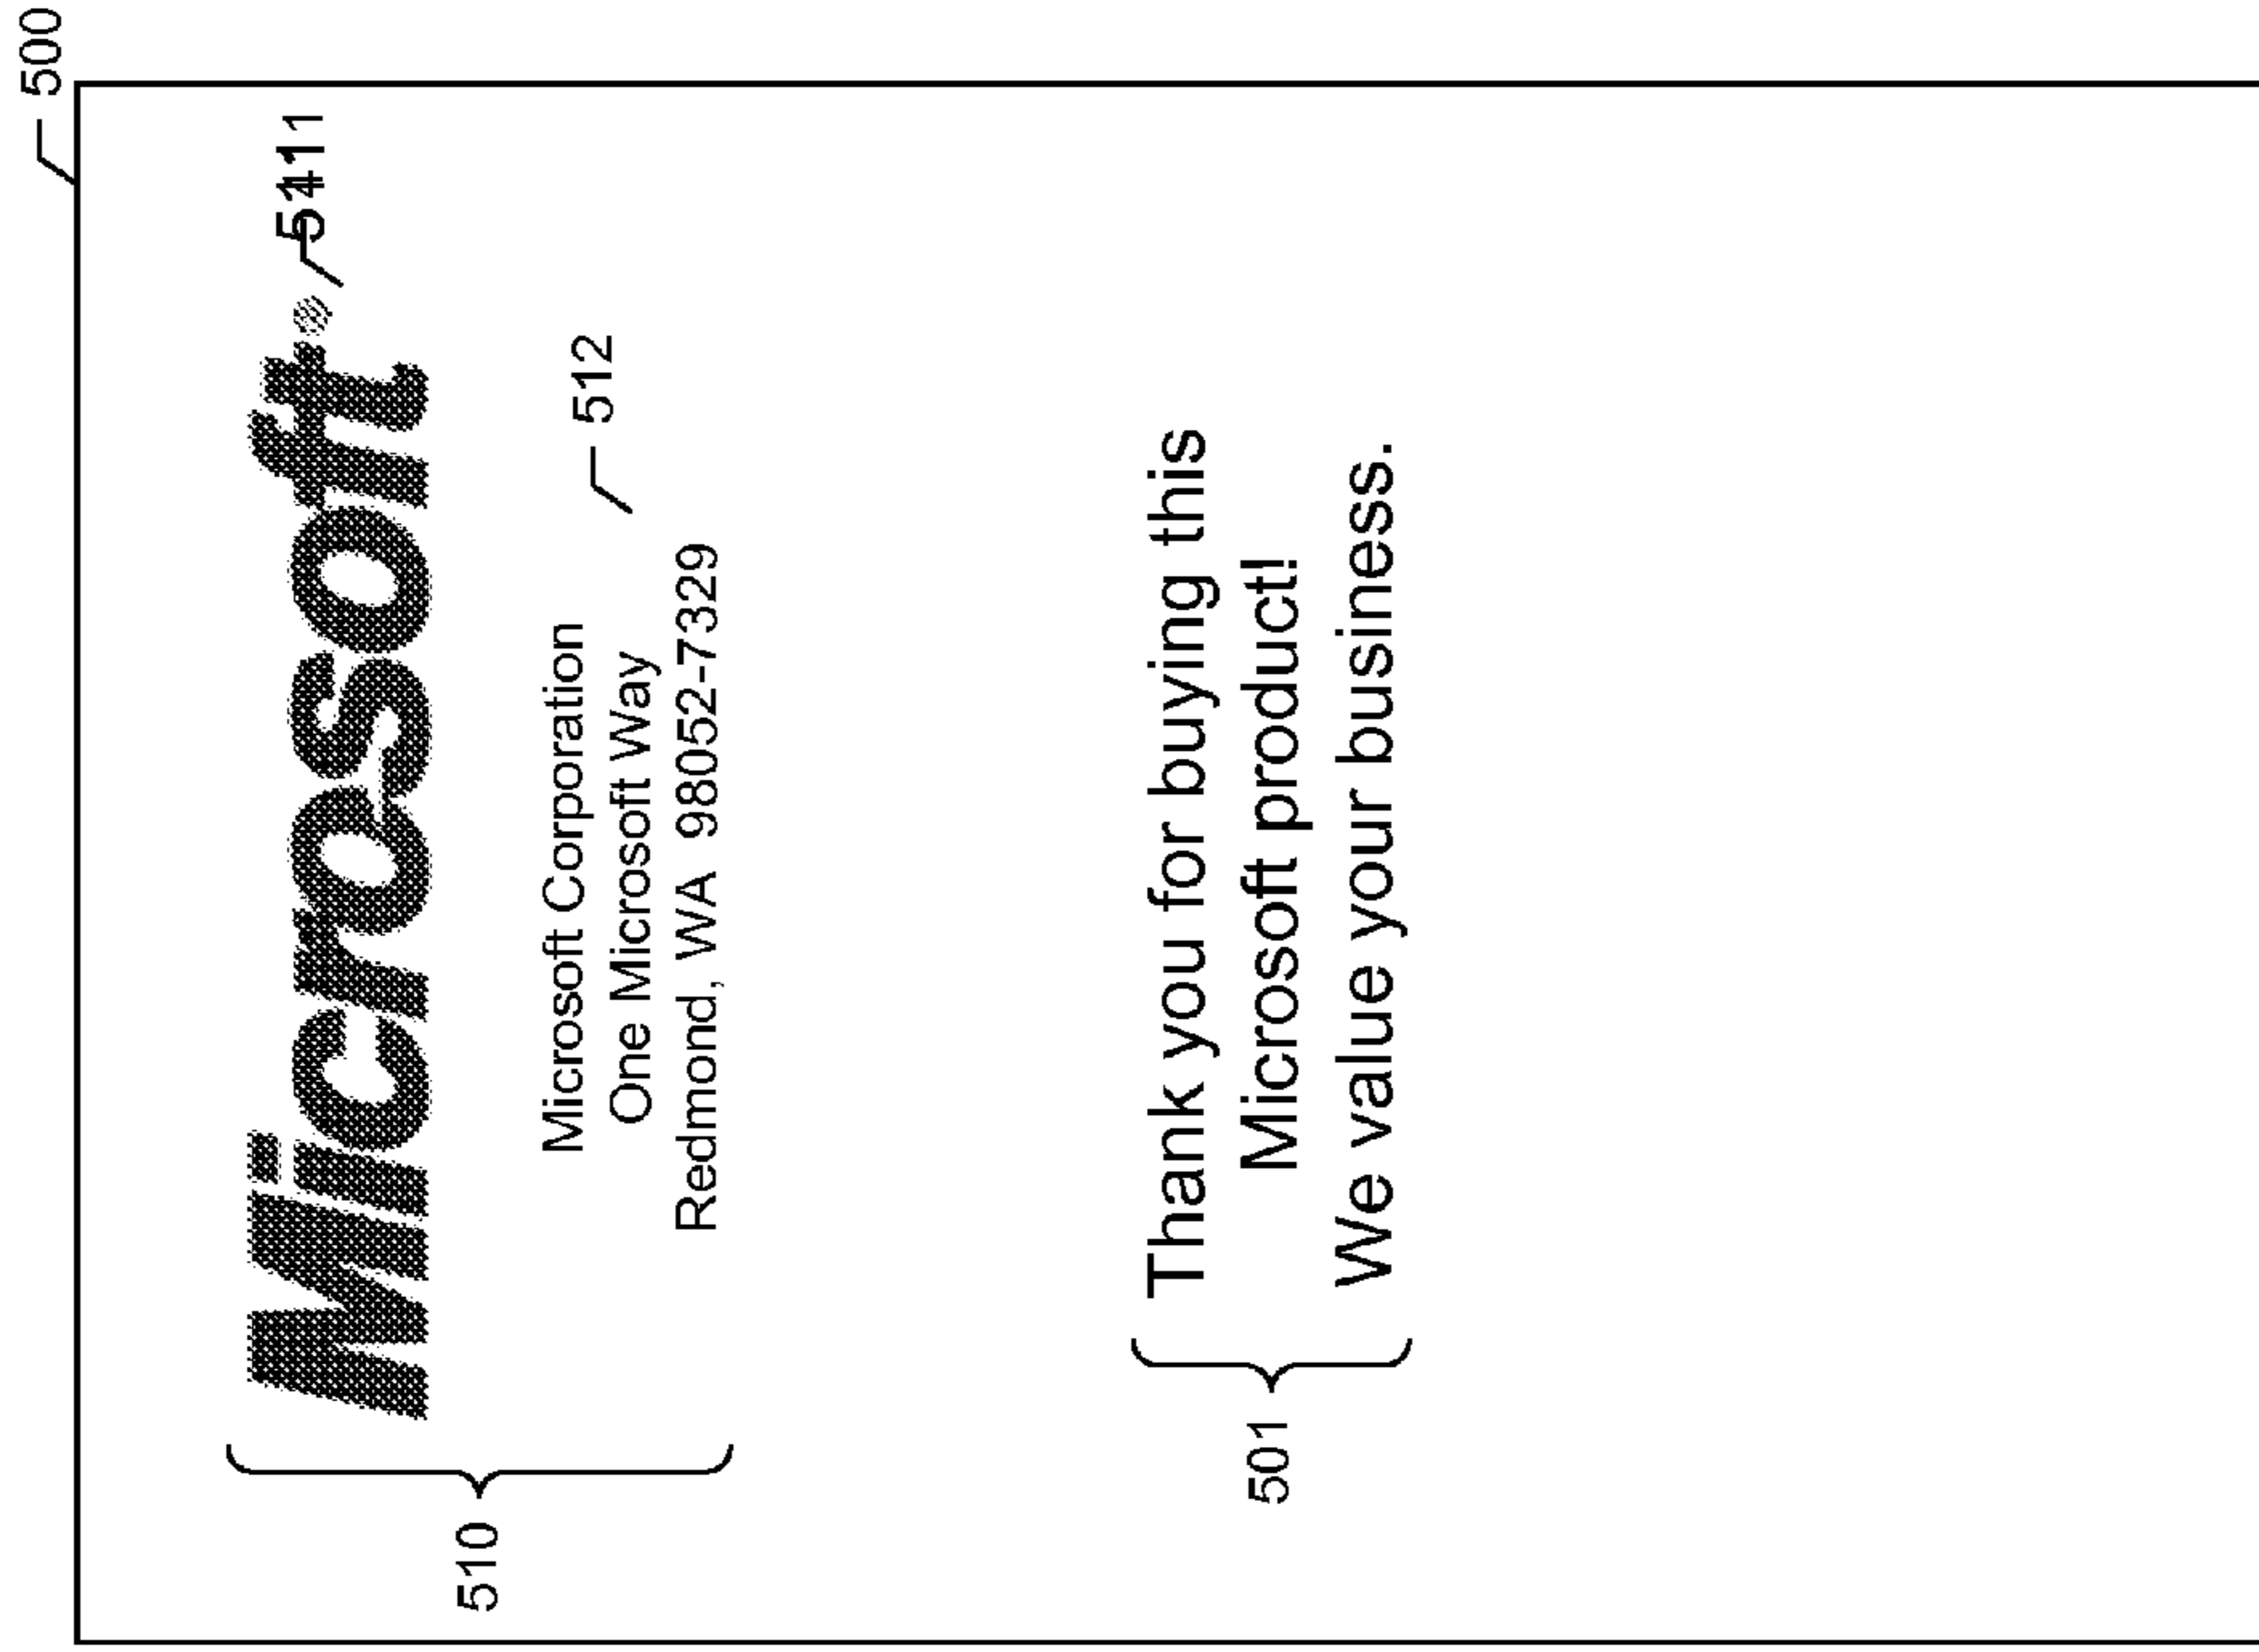 500
Microsoft®
510
Microsoft Corporation
One Microsoft Way
Redmond, WA 98052-7329
512
Thank you for buying this
Microsoft product!
We value your business.
501